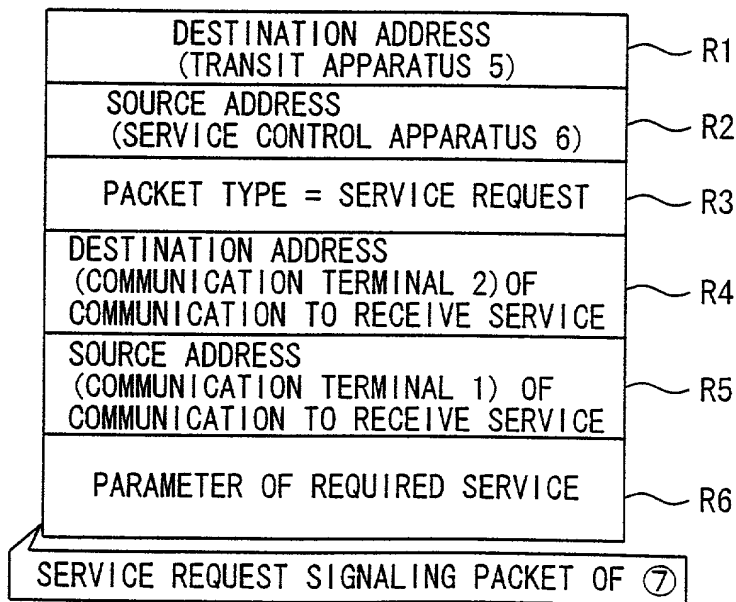 DESTINATION ADDRESS
(TRANSIT APPARATUS 5)
R1
SOURCE ADDRESS
(SERVICE CONTROL APPARATUS 6)
R2
PACKET TYPE = SERVICE REQUEST
R3
DESTINATION ADDRESS
(COMMUNICATION TERMINAL 2) OF
COMMUNICATION TO RECEIVE SERVICE
R4
SOURCE ADDRESS
(COMMUNICATION TERMINAL 1) OF
COMMUNICATION TO RECEIVE SERVICE
R5
PARAMETER OF REQUIRED SERVICE
R6
SERVICE REQUEST SIGNALING PACKET OF ⑦